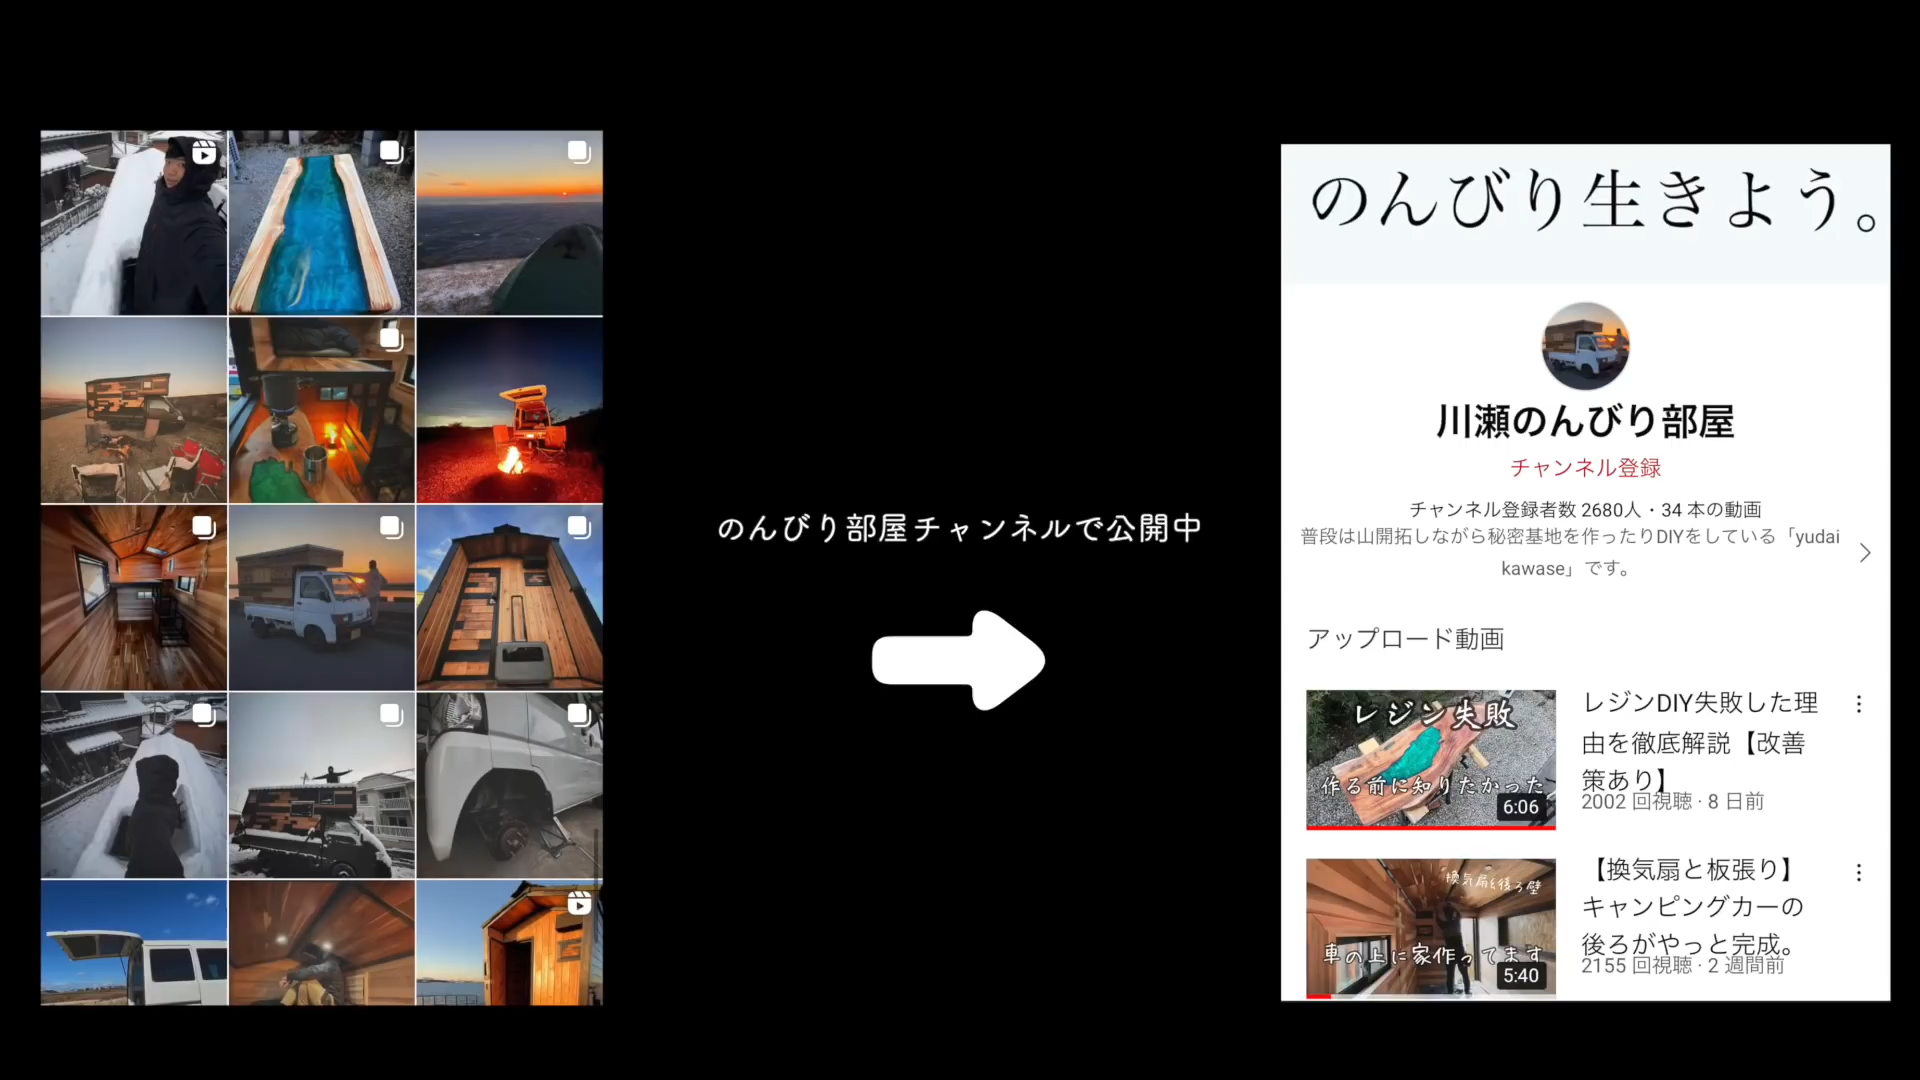 のんびり部屋チャンネルで公開中
のんびり生きよう。
川瀬のんびり部屋
チャンネル登録
チャンネル登録者数 2680人・34 本の動画
普段は山開拓しながら秘密基地を作ったりDIYをしている「yudai
kawase」です。
アップロード動画
レジン失敗
作る前に知りたかった
6:06
レジンDIY失敗した理
由を徹底解説【改善
策あり】
2002 回視聴・8 日前
換気扇と後ろ壁
車の上に家作ってます
5:40
【換気扇と板張り】
キャンピングカーの
後ろがやっと完成。
2155 回視聴・2 週間前